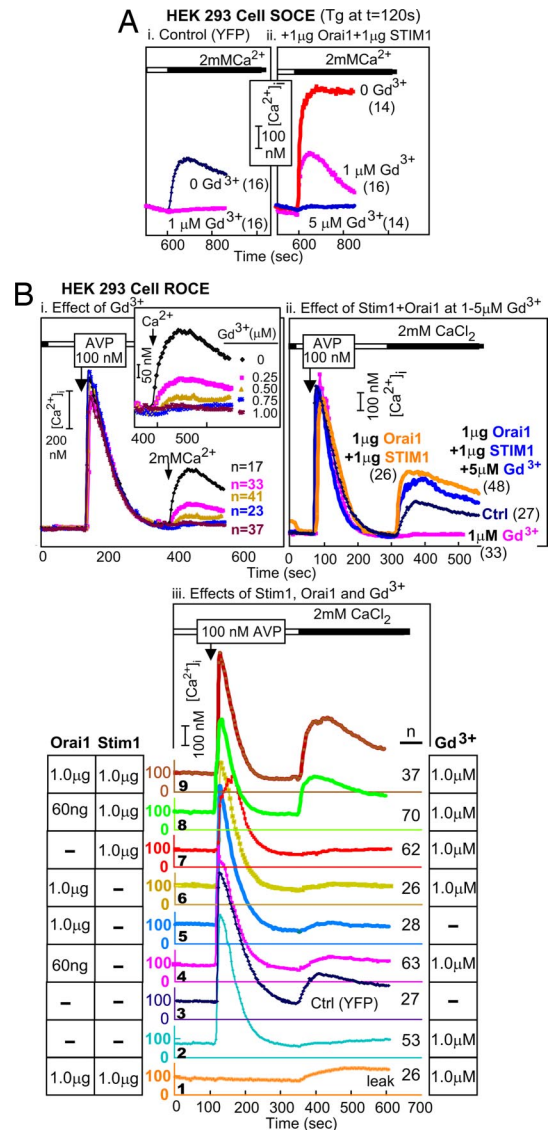 A HEK 293 Cell SOCE (Tg at t=120s)
i. Control (YFP)
ii. +1µg Orai1+1µg STIM1
2mMCa2+
2mMCa2+
[Ca2+]i
100 nM
0 Gd3+ (16)
1 µM Gd3+ (16)
0 Gd3+ (14)
1 µM Gd3+ (16)
5 µM Gd3+ (14)
600 800
600 800
Time (sec)
B HEK 293 Cell ROCE
i. Effect of Gd3+
AVP
100 nM
[Ca2+]i
200 nM
Ca2+
50 nM
Gd3+(µM)
0
0.25
0.50
0.75
1.00
400 500
2mMCa2+
n=17
n=33
n=41
n=23
n=37
0 200 400 600
Time (sec)
ii. Effect of Stim1+Orai1 at 1-5µM Gd3+
2mM CaCl2
AVP
100 nM
[Ca2+]i
100 nM
1µg Orai1
+1µg STIM1
(26)
1µg Orai1
+1µg STIM1
+5µM Gd3+
(48)
Ctrl (27)
1µM Gd3+
(33)
0 100 200 300 400 500
Time (sec)
iii. Effects of Stim1, Orai1 and Gd3+
2mM CaCl2
100 nM AVP
[Ca2+]i
100 nM
Orai1 Stim1 n Gd3+
1.0µg 1.0µg 100 0 9 37 1.0µM
60ng 1.0µg 100 0 8 70 1.0µM
– 1.0µg 100 0 7 62 1.0µM
1.0µg – 100 0 6 26 1.0µM
1.0µg – 100 0 5 28 –
60ng – 100 0 4 63 1.0µM
– – 100 0 3 Ctrl (YFP) 27 –
– – 100 0 2 53 1.0µM
1.0µg 1.0µg 100 0 1 leak 26 1.0µM
0 100 200 300 400 500 600 700
Time (sec)